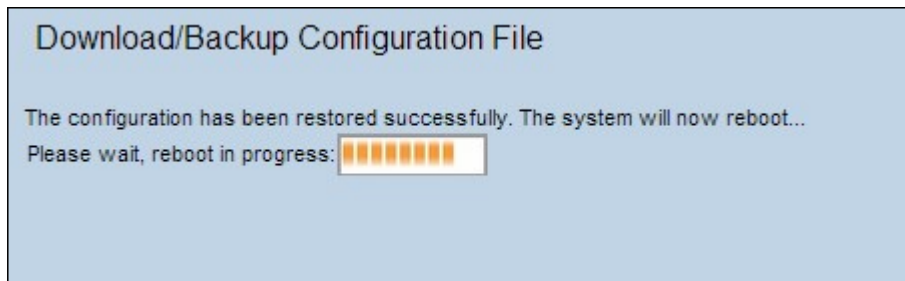 Download/Backup Configuration File
The configuration has been restored successfully. The system will now reboot...
Please wait, reboot in progress: